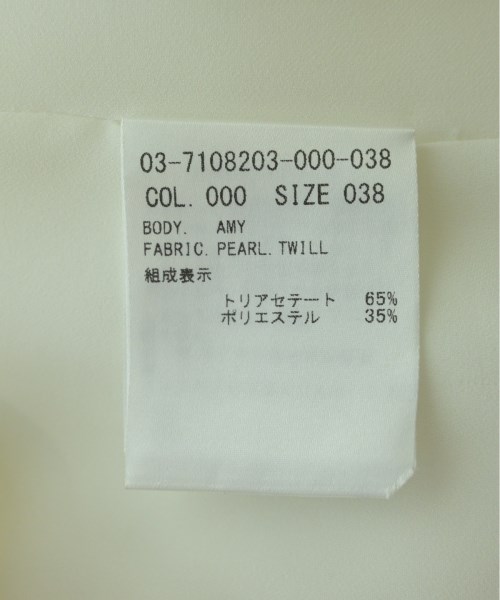 03-7108203-000-038
COL. 000 SIZE 038
BODY. AMY
FABRIC. PEARL. TWILL
組成表示
トリアセテート 65%
ポリエステル 35%